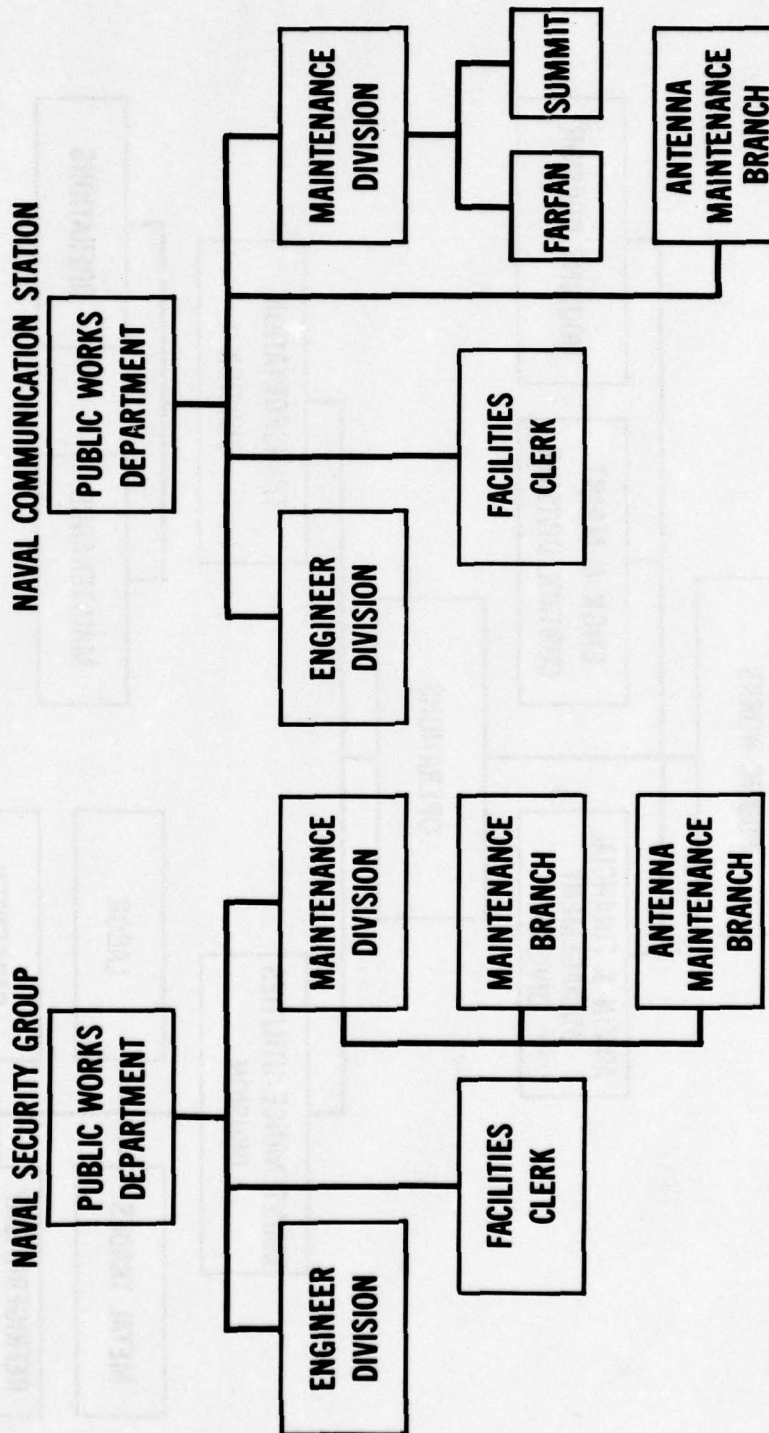 NAVAL SECURITY GROUP
PUBLIC WORKS
DEPARTMENT
ENGINEER
DIVISION
MAINTENANCE
DIVISION
FACILITIES
CLERK
MAINTENANCE
BRANCH
ANTENNA
MAINTENANCE
BRANCH
NAVAL COMMUNICATION STATION
PUBLIC WORKS
DEPARTMENT
ENGINEER
DIVISION
MAINTENANCE
DIVISION
FACILITIES
CLERK
FARFAN
SUMMIT
ANTENNA
MAINTENANCE
BRANCH